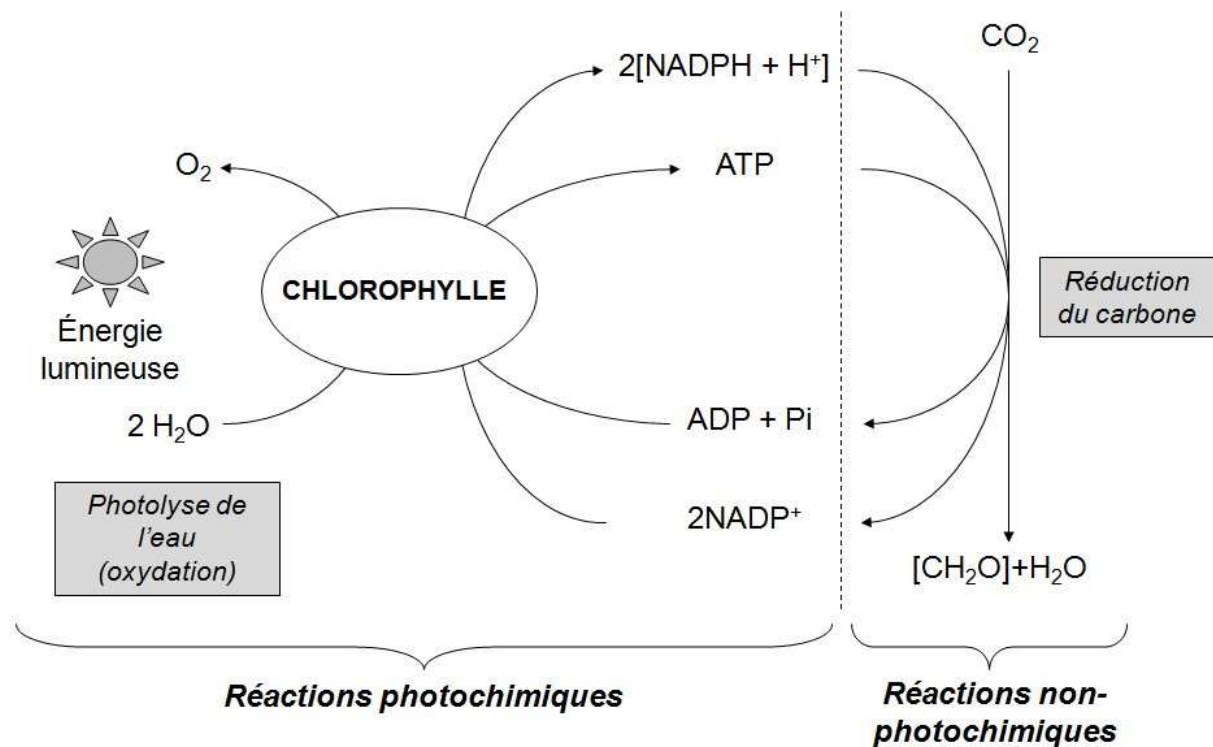 CO₂
2[NADPH + H⁺]
O₂
ATP
CHLOROPHYLLE
Réduction
du carbone
Énergie
lumineuse
2 H₂O
ADP + Pi
Photolyse de
l'eau
(oxydation)
2NADP⁺
[CH₂O]+H₂O
Réactions photochimiques
Réactions non-
photochimiques